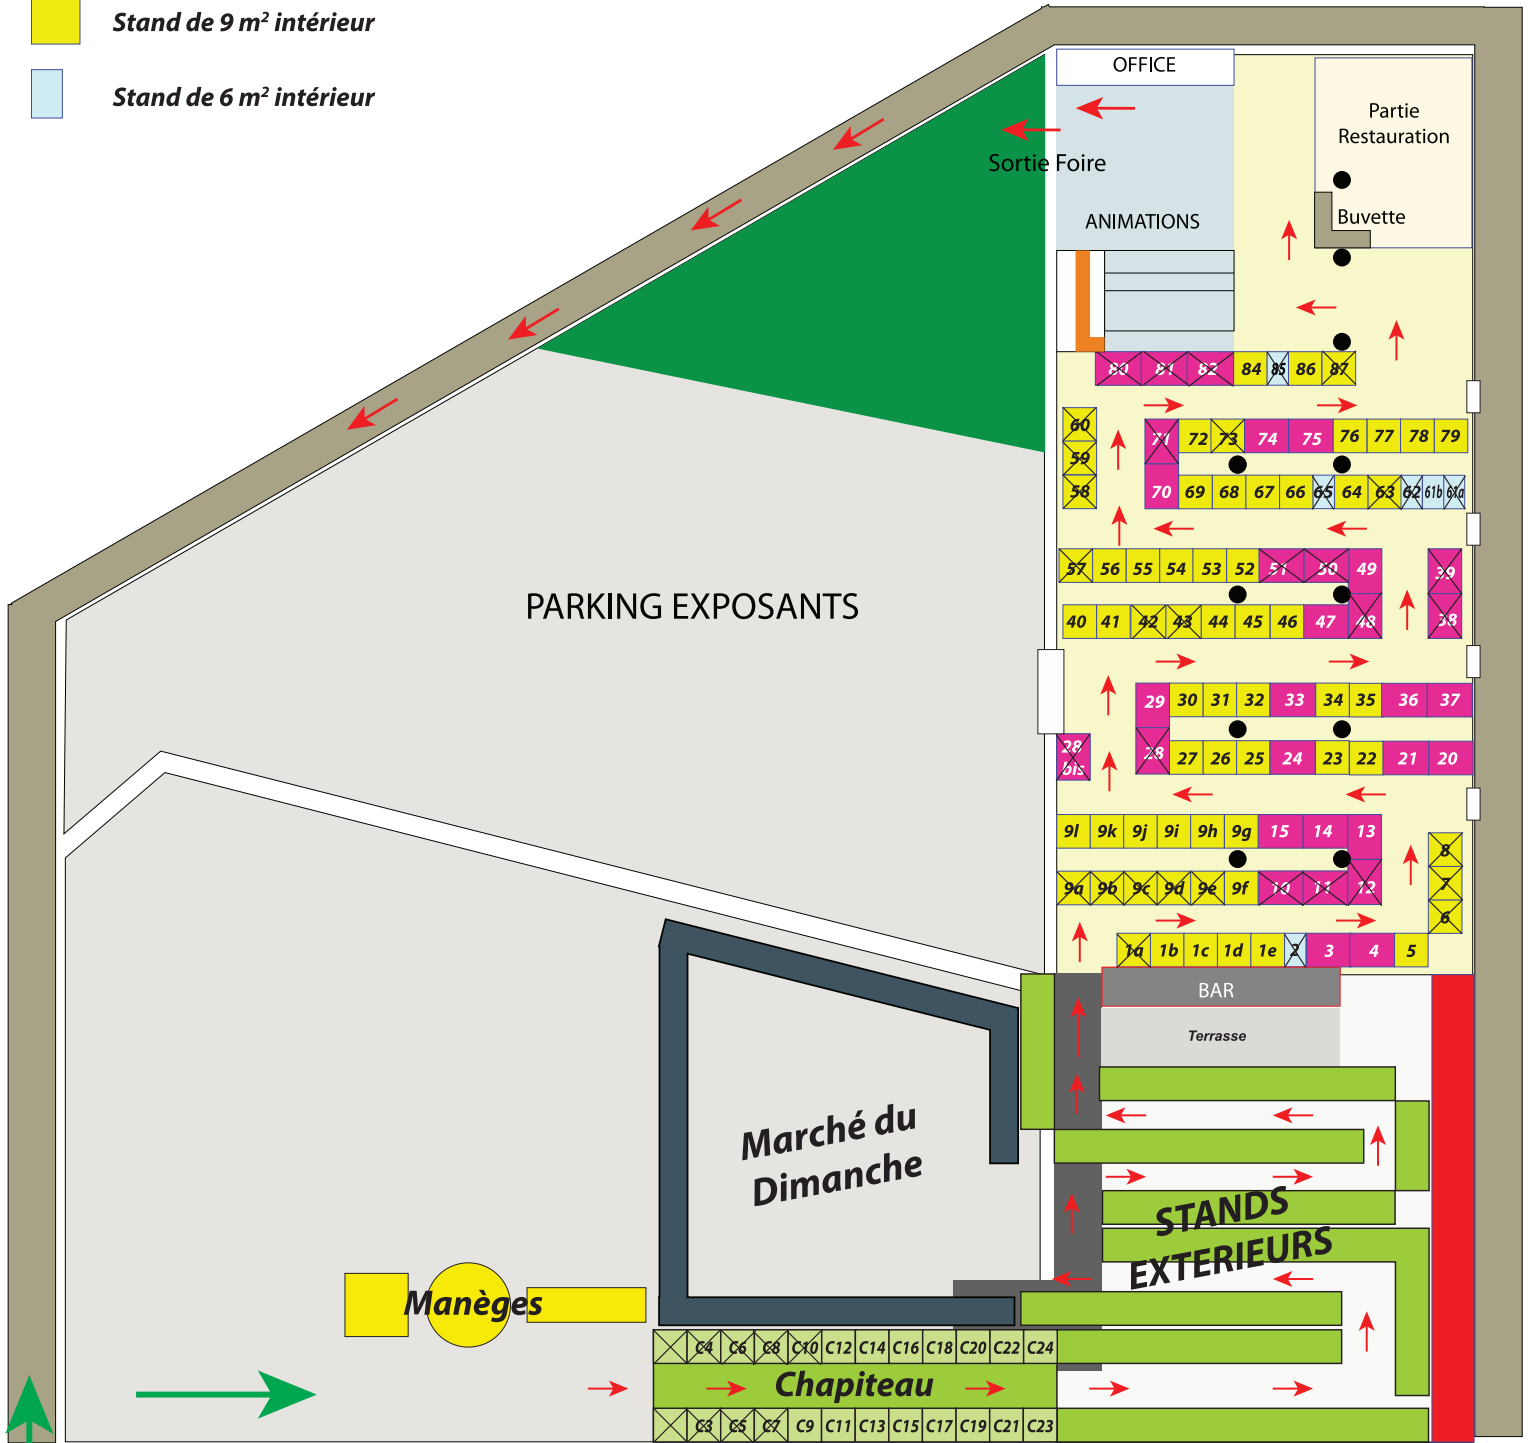 Stand de 9 m² intérieur
Stand de 6 m² intérieur
OFFICE
Partie
Restauration
Sortie Foire
Buvette
ANIMATIONS
80 81 82 84 85 86 87
60
71 72 73 74 75 76 77 78 79
59
58
70 69 68 67 66 65 64 63 62 61b 61a
57 56 55 54 53 52 51 50 49 39
40 41 42 43 44 45 46 47 48 38
PARKING EXPOSANTS
29 30 31 32 33 34 35 36 37
28
bis
28 27 26 25 24 23 22 21 20
9l 9k 9j 9i 9h 9g 15 14 13
8
7
9a 9b 9c 9d 9e 9f 10 11 12
6
1a 1b 1c 1d 1e 2 3 4 5
BAR
Terrasse
Marché du
Dimanche
STANDS
EXTERIEURS
Manèges
C4 C6 C8 C10 C12 C14 C16 C18 C20 C22 C24
Chapiteau
C3 C5 C7 C9 C11 C13 C15 C17 C19 C21 C23